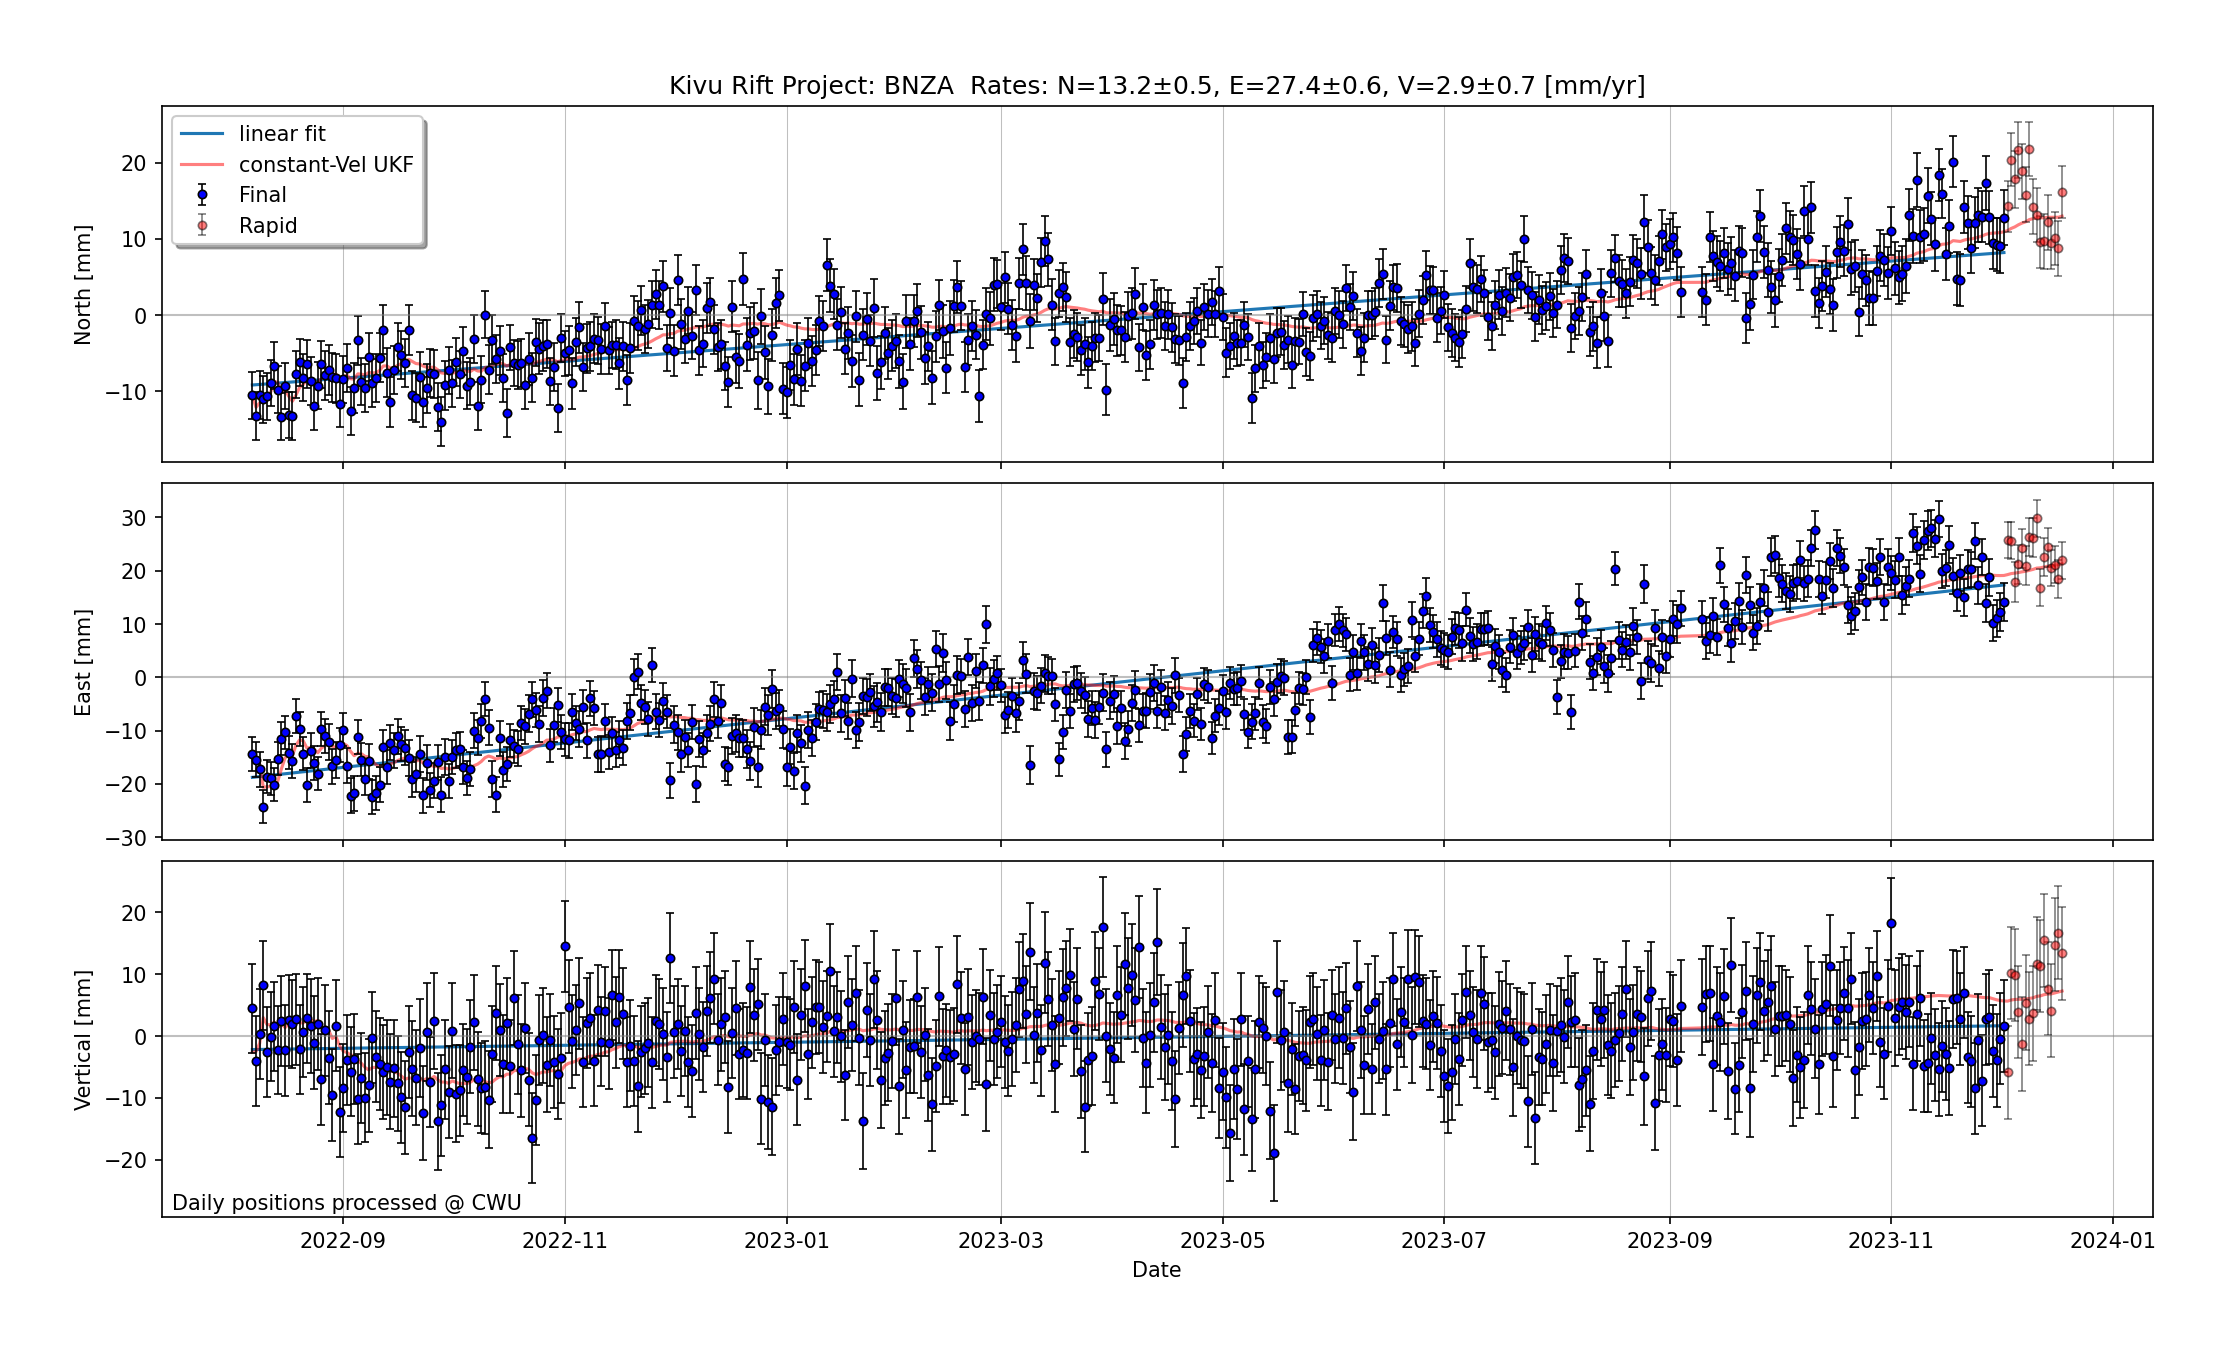 Kivu Rift Project: BNZA  Rates: N=13.2±0.5, E=27.4±0.6, V=2.9±0.7 [mm/yr]
linear fit
constant-Vel UKF
Final
Rapid
North [mm]
20
10
0
−10
East [mm]
30
20
10
0
−10
−20
−30
Vertical [mm]
20
10
0
−10
−20
Daily positions processed @ CWU
2022-09 2022-11 2023-01 2023-03 2023-05 2023-07 2023-09 2023-11 2024-01
Date